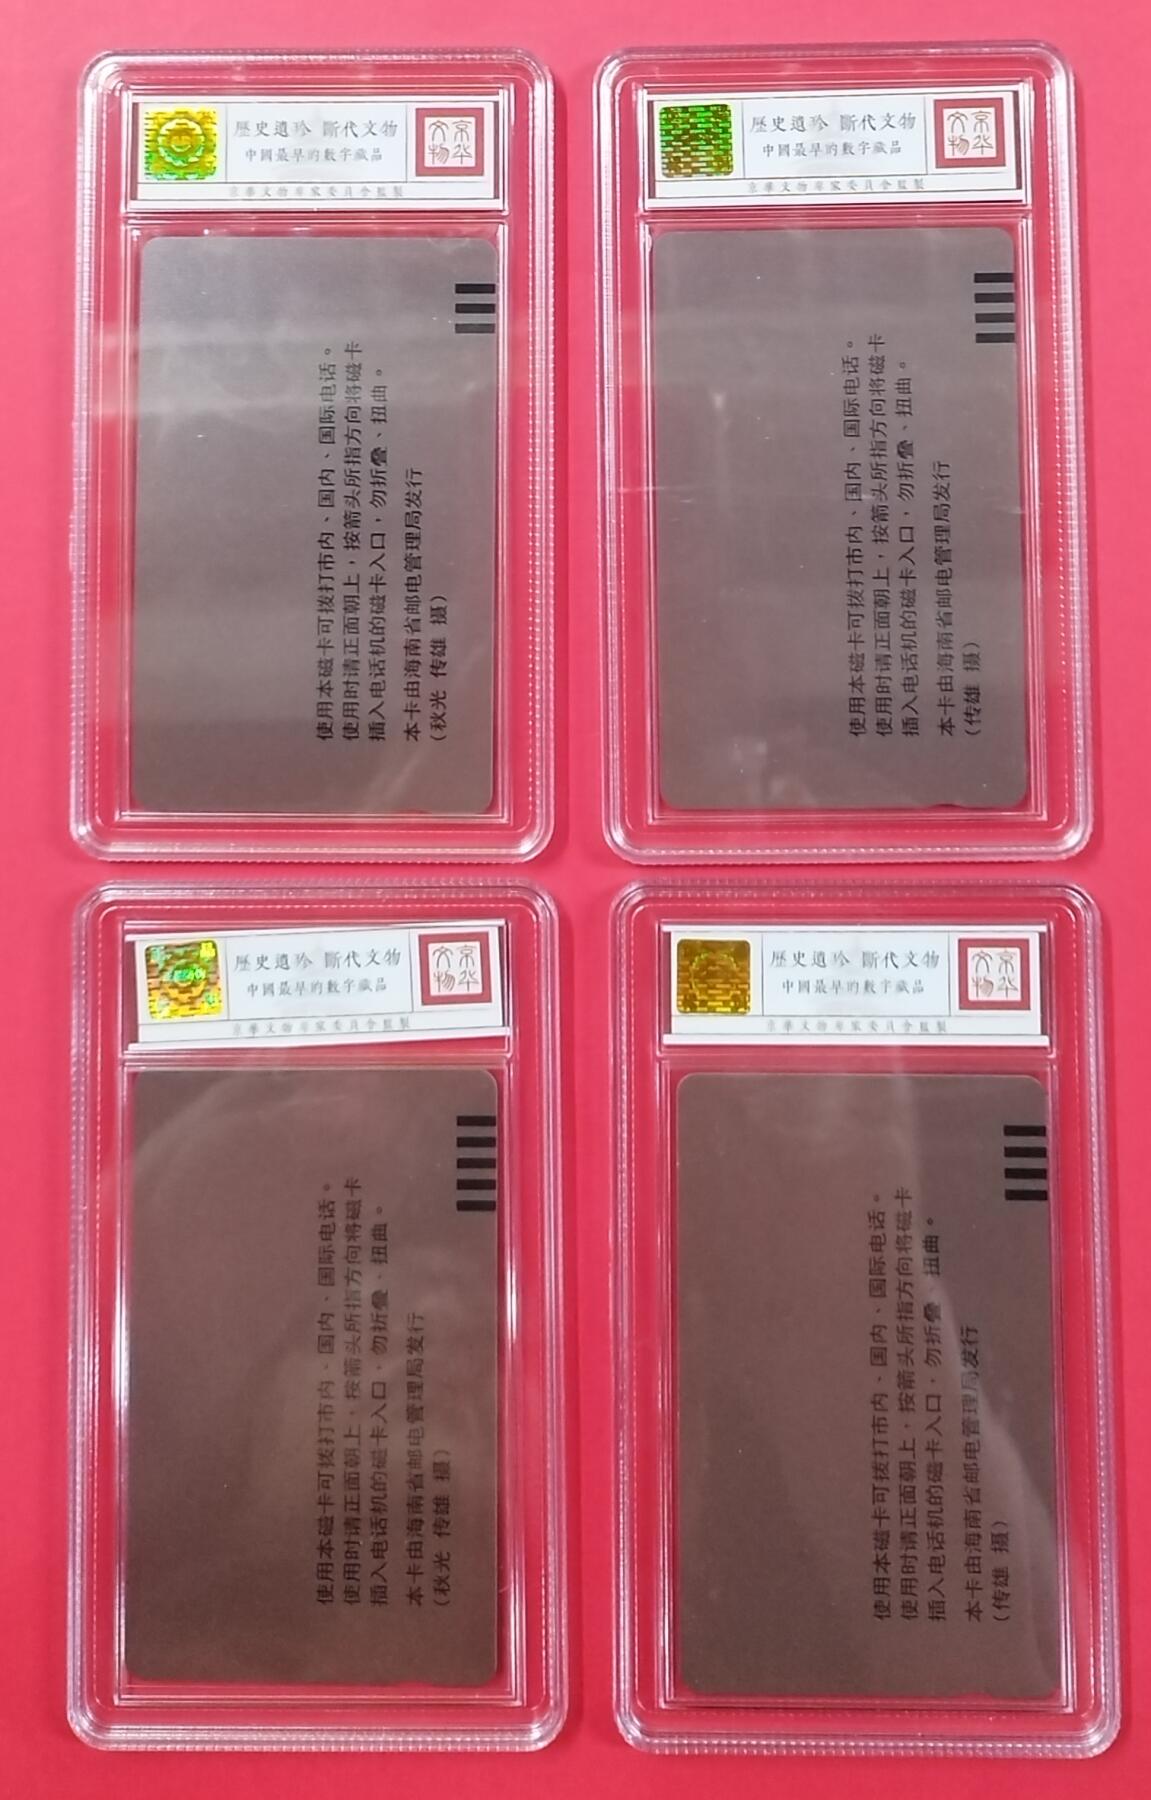 歷史遺珍 斷代文物
中國最早的數字藏品
京華文物專家委員會監製
京华
文物
使用本磁卡可拨打市内、国内、国际电话。
使用时请正面朝上，按箭头所指方向将磁卡
插入电话机的磁卡入口，勿折叠、扭曲。
本卡由海南省邮电管理局发行
（秋光 传雄 摄）
歷史遺珍 斷代文物
中國最早的數字藏品
京華文物專家委員會監製
京华
文物
使用本磁卡可拨打市内、国内、国际电话。
使用时请正面朝上，按箭头所指方向将磁卡
插入电话机的磁卡入口，勿折叠、扭曲。
本卡由海南省邮电管理局发行
（传雄 摄）
歷史遺珍 斷代文物
中國最早的數字藏品
京華文物專家委員會監製
京华
文物
使用本磁卡可拨打市内、国内、国际电话。
使用时请正面朝上，按箭头所指方向将磁卡
插入电话机的磁卡入口，勿折叠、扭曲。
本卡由海南省邮电管理局发行
（秋光 传雄 摄）
歷史遺珍 斷代文物
中國最早的數字藏品
京華文物專家委員會監製
京华
文物
使用本磁卡可拨打市内、国内、国际电话。
使用时请正面朝上，按箭头所指方向将磁卡
插入电话机的磁卡入口，勿折叠、扭曲。
本卡由海南省邮电管理局发行
（传雄 摄）